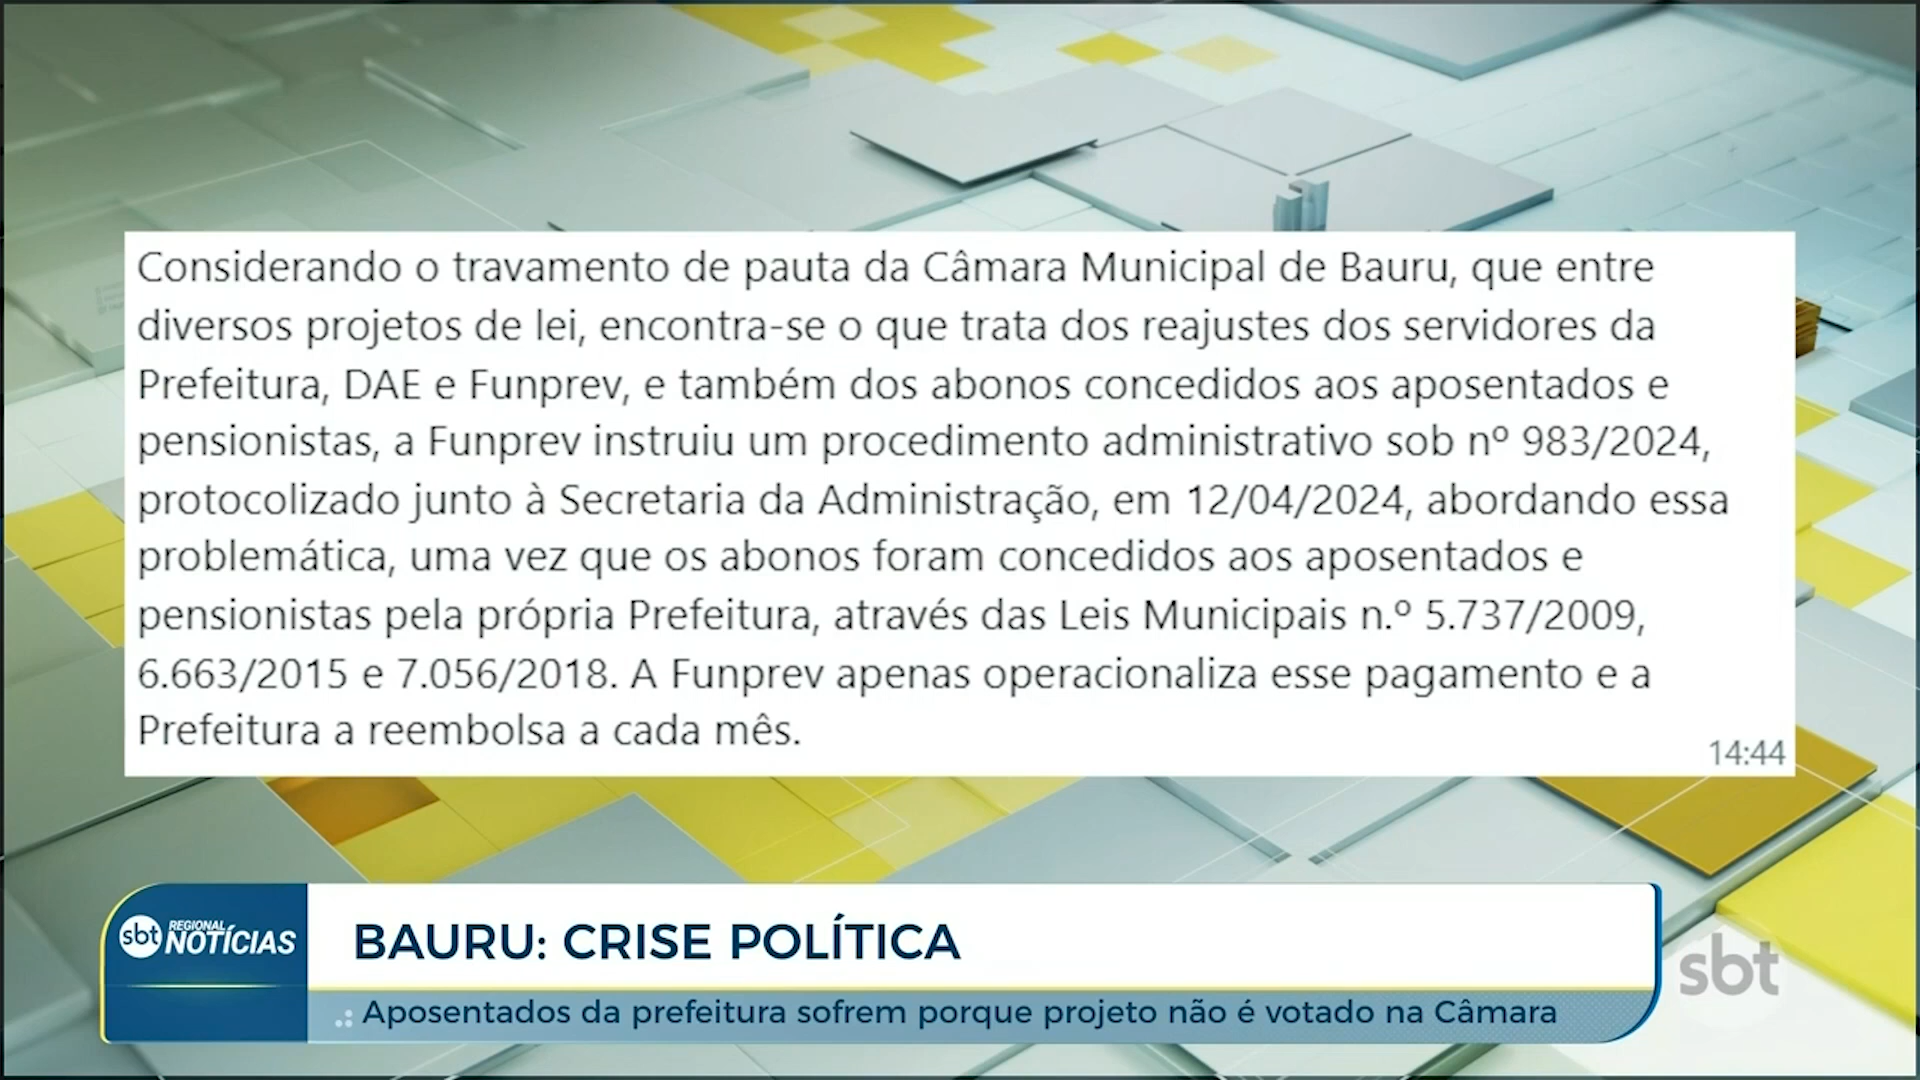 Considerando o travamento de pauta da Câmara Municipal de Bauru, que entre
diversos projetos de lei, encontra-se o que trata dos reajustes dos servidores da
Prefeitura, DAE e Funprev, e também dos abonos concedidos aos aposentados e
pensionistas, a Funprev instruiu um procedimento administrativo sob nº 983/2024,
protocolizado junto à Secretaria da Administração, em 12/04/2024, abordando essa
problemática, uma vez que os abonos foram concedidos aos aposentados e
pensionistas pela própria Prefeitura, através das Leis Municipais n.º 5.737/2009,
6.663/2015 e 7.056/2018. A Funprev apenas operacionaliza esse pagamento e a
Prefeitura a reembolsa a cada mês.
14:44
sbt REGIONAL NOTÍCIAS
BAURU: CRISE POLÍTICA
Aposentados da prefeitura sofrem porque projeto não é votado na Câmara
sbt